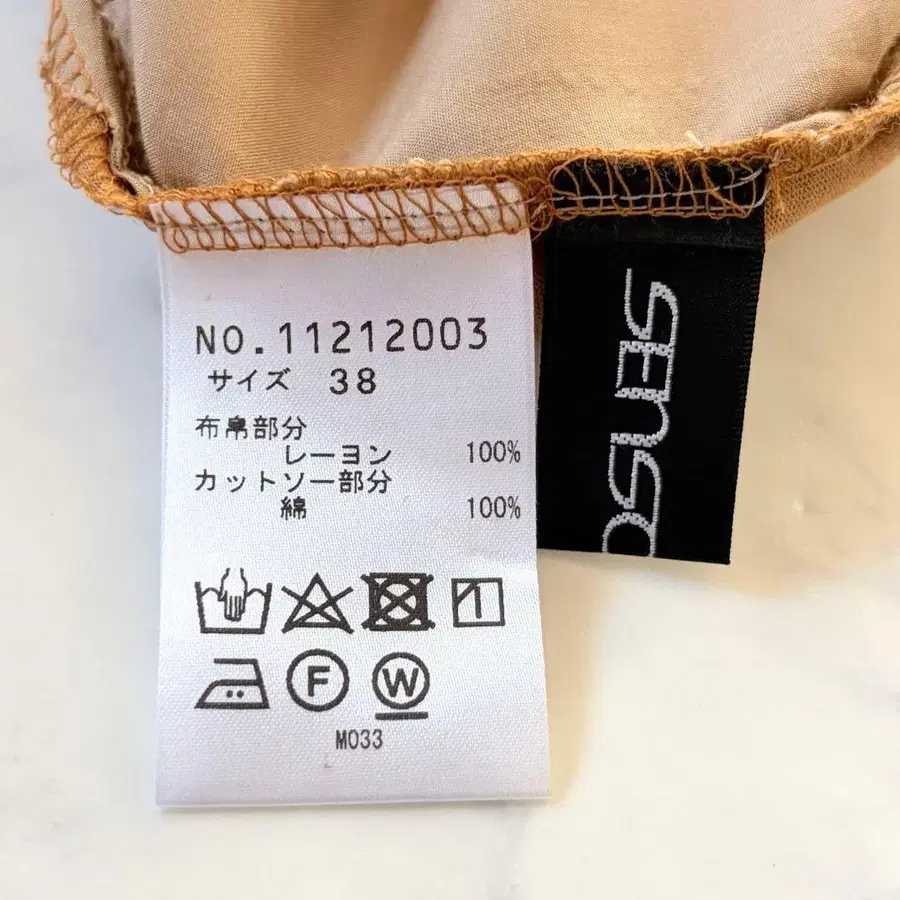 NO.11212003
サイズ 38
布帛部分
レーヨン 100%
カットソー部分
綿 100%
F W
M033
SENSO